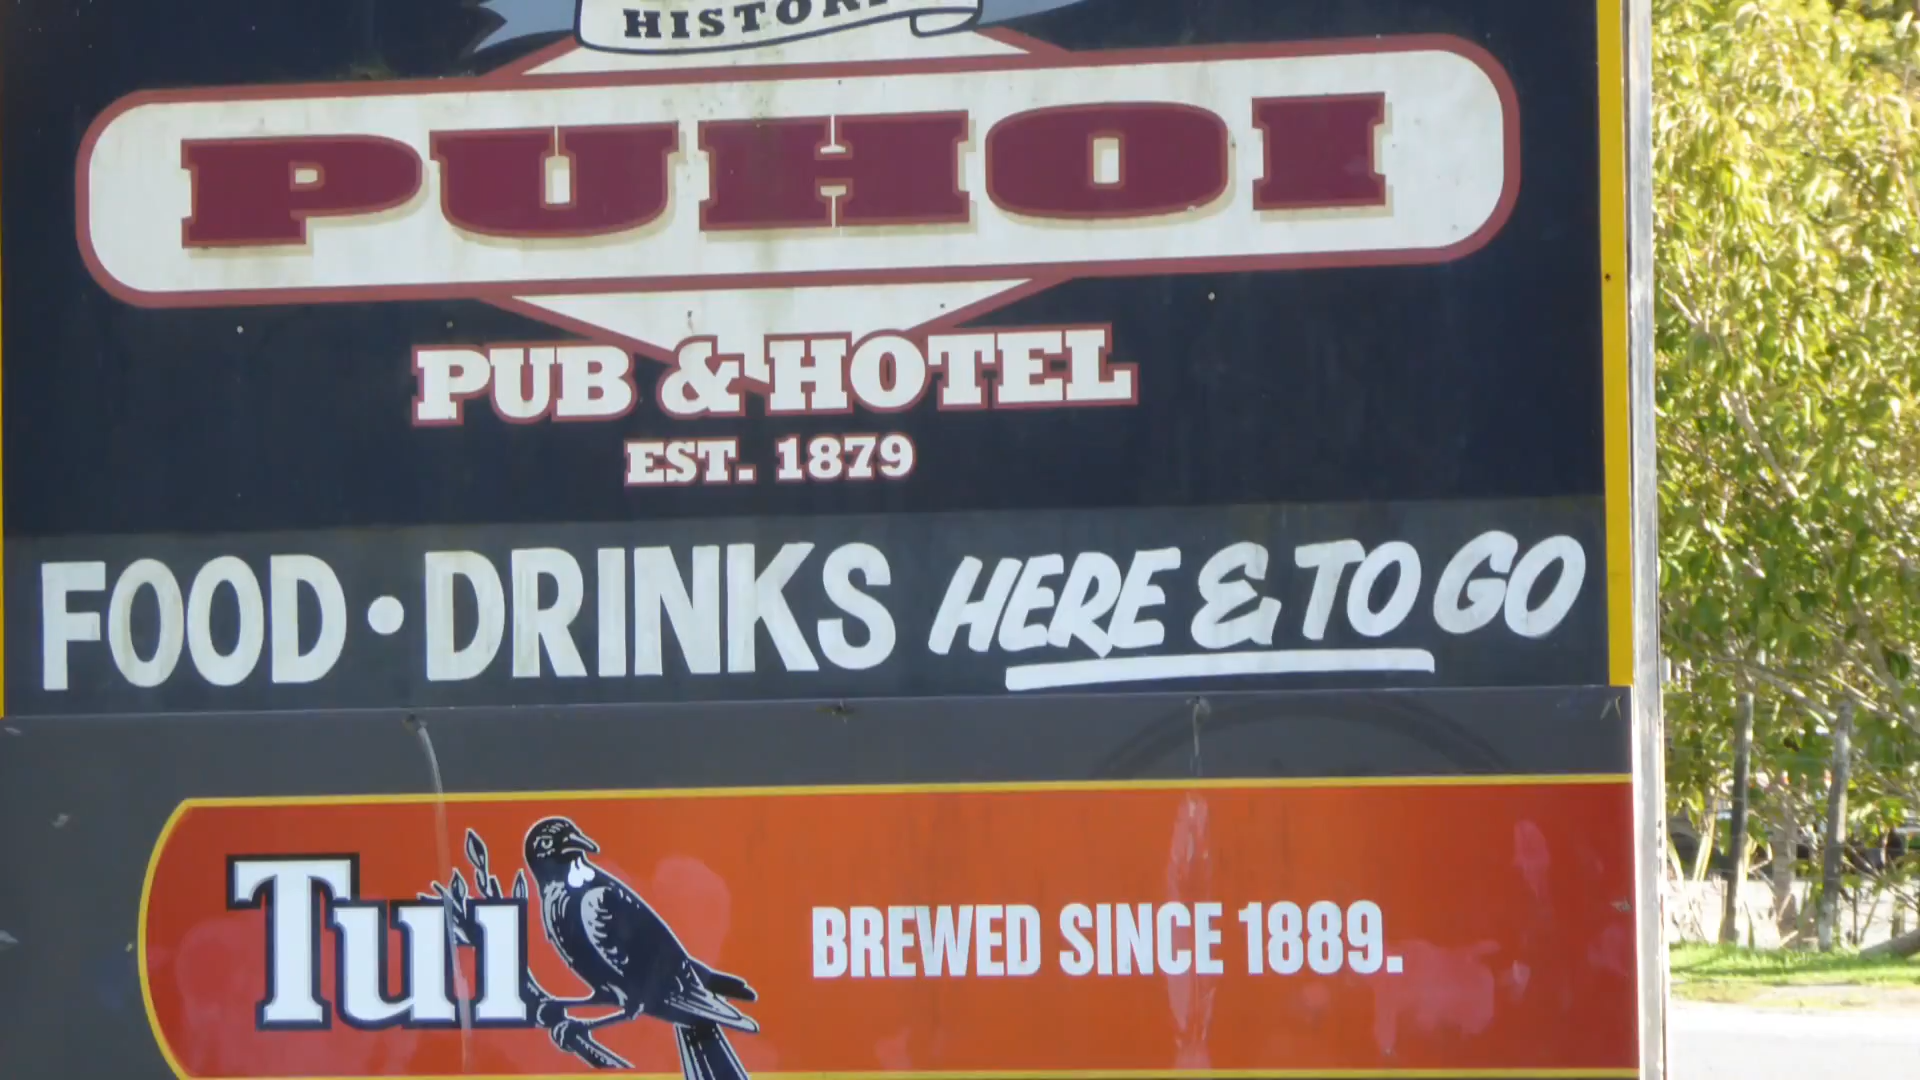 PUHOI
PUB & HOTEL
EST. 1879
FOOD • DRINKS HERE & TO GO
Tui BREWED SINCE 1889.